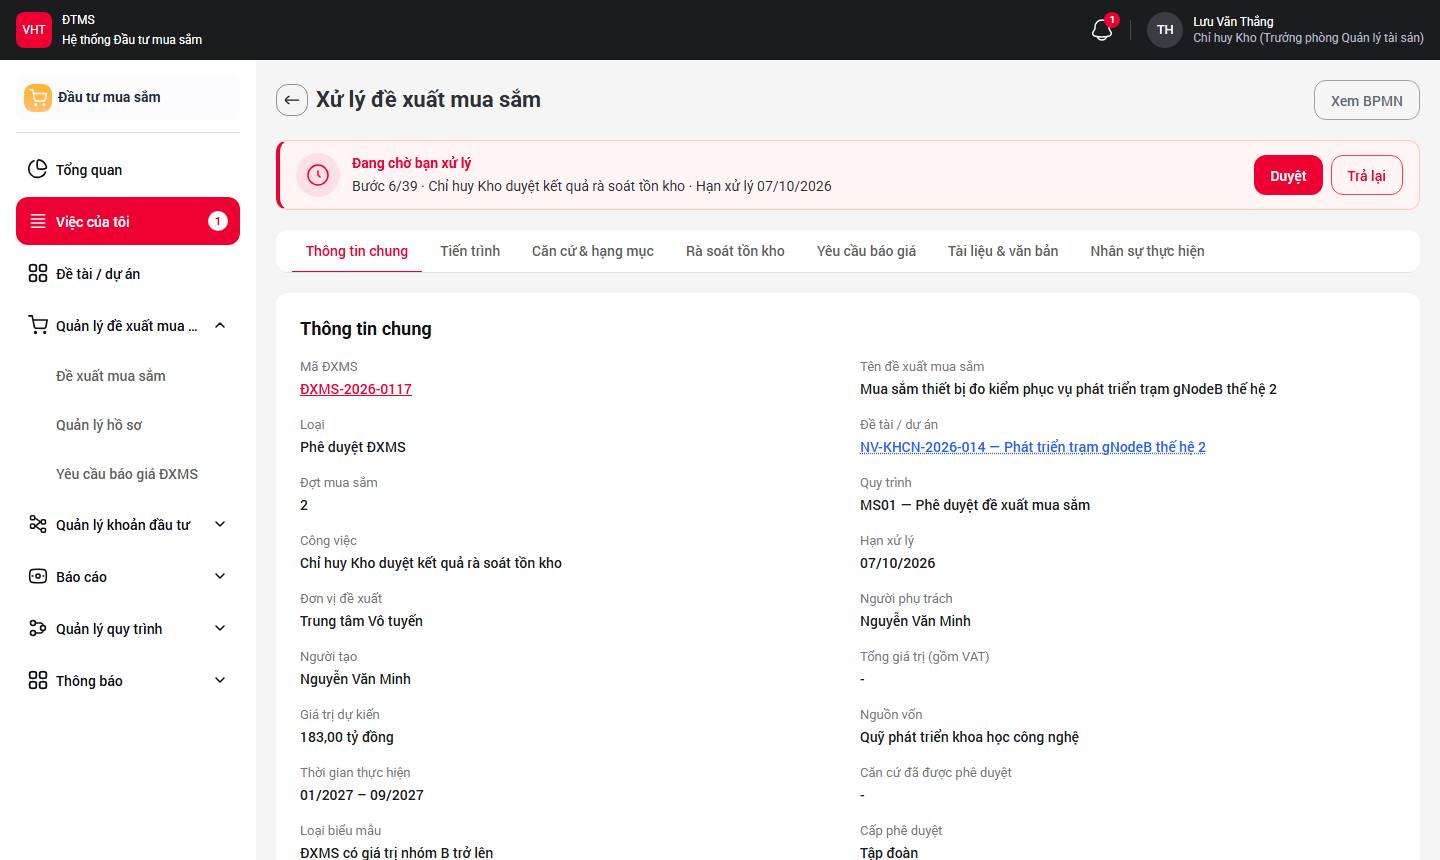 VHT
ĐTMS
Hệ thống Đầu tư mua sắm
1
TH
Lưu Văn Thắng
Chỉ huy Kho (Trưởng phòng Quản lý tài sản)
Đầu tư mua sắm
Tổng quan
Việc của tôi
1
Đề tài / dự án
Quản lý đề xuất mua ...
Đề xuất mua sắm
Quản lý hồ sơ
Yêu cầu báo giá ĐXMS
Quản lý khoản đầu tư
Báo cáo
Quản lý quy trình
Thông báo
Xử lý đề xuất mua sắm
Xem BPMN
Đang chờ bạn xử lý
Bước 6/39 · Chỉ huy Kho duyệt kết quả rà soát tồn kho · Hạn xử lý 07/10/2026
Duyệt
Trả lại
Thông tin chung
Tiến trình
Căn cứ & hạng mục
Rà soát tồn kho
Yêu cầu báo giá
Tài liệu & văn bản
Nhân sự thực hiện
Thông tin chung
Mã ĐXMS
ĐXMS-2026-0117
Tên đề xuất mua sắm
Mua sắm thiết bị đo kiểm phục vụ phát triển trạm gNodeB thế hệ 2
Loại
Phê duyệt ĐXMS
Đề tài / dự án
NV-KHCN-2026-014 — Phát triển trạm gNodeB thế hệ 2
Đợt mua sắm
2
Quy trình
MS01 — Phê duyệt đề xuất mua sắm
Công việc
Chỉ huy Kho duyệt kết quả rà soát tồn kho
Hạn xử lý
07/10/2026
Đơn vị đề xuất
Trung tâm Vô tuyến
Người phụ trách
Nguyễn Văn Minh
Người tạo
Nguyễn Văn Minh
Tổng giá trị (gồm VAT)
-
Giá trị dự kiến
183,00 tỷ đồng
Nguồn vốn
Quỹ phát triển khoa học công nghệ
Thời gian thực hiện
01/2027 – 09/2027
Căn cứ đã được phê duyệt
-
Loại biểu mẫu
ĐXMS có giá trị nhóm B trở lên
Cấp phê duyệt
Tập đoàn